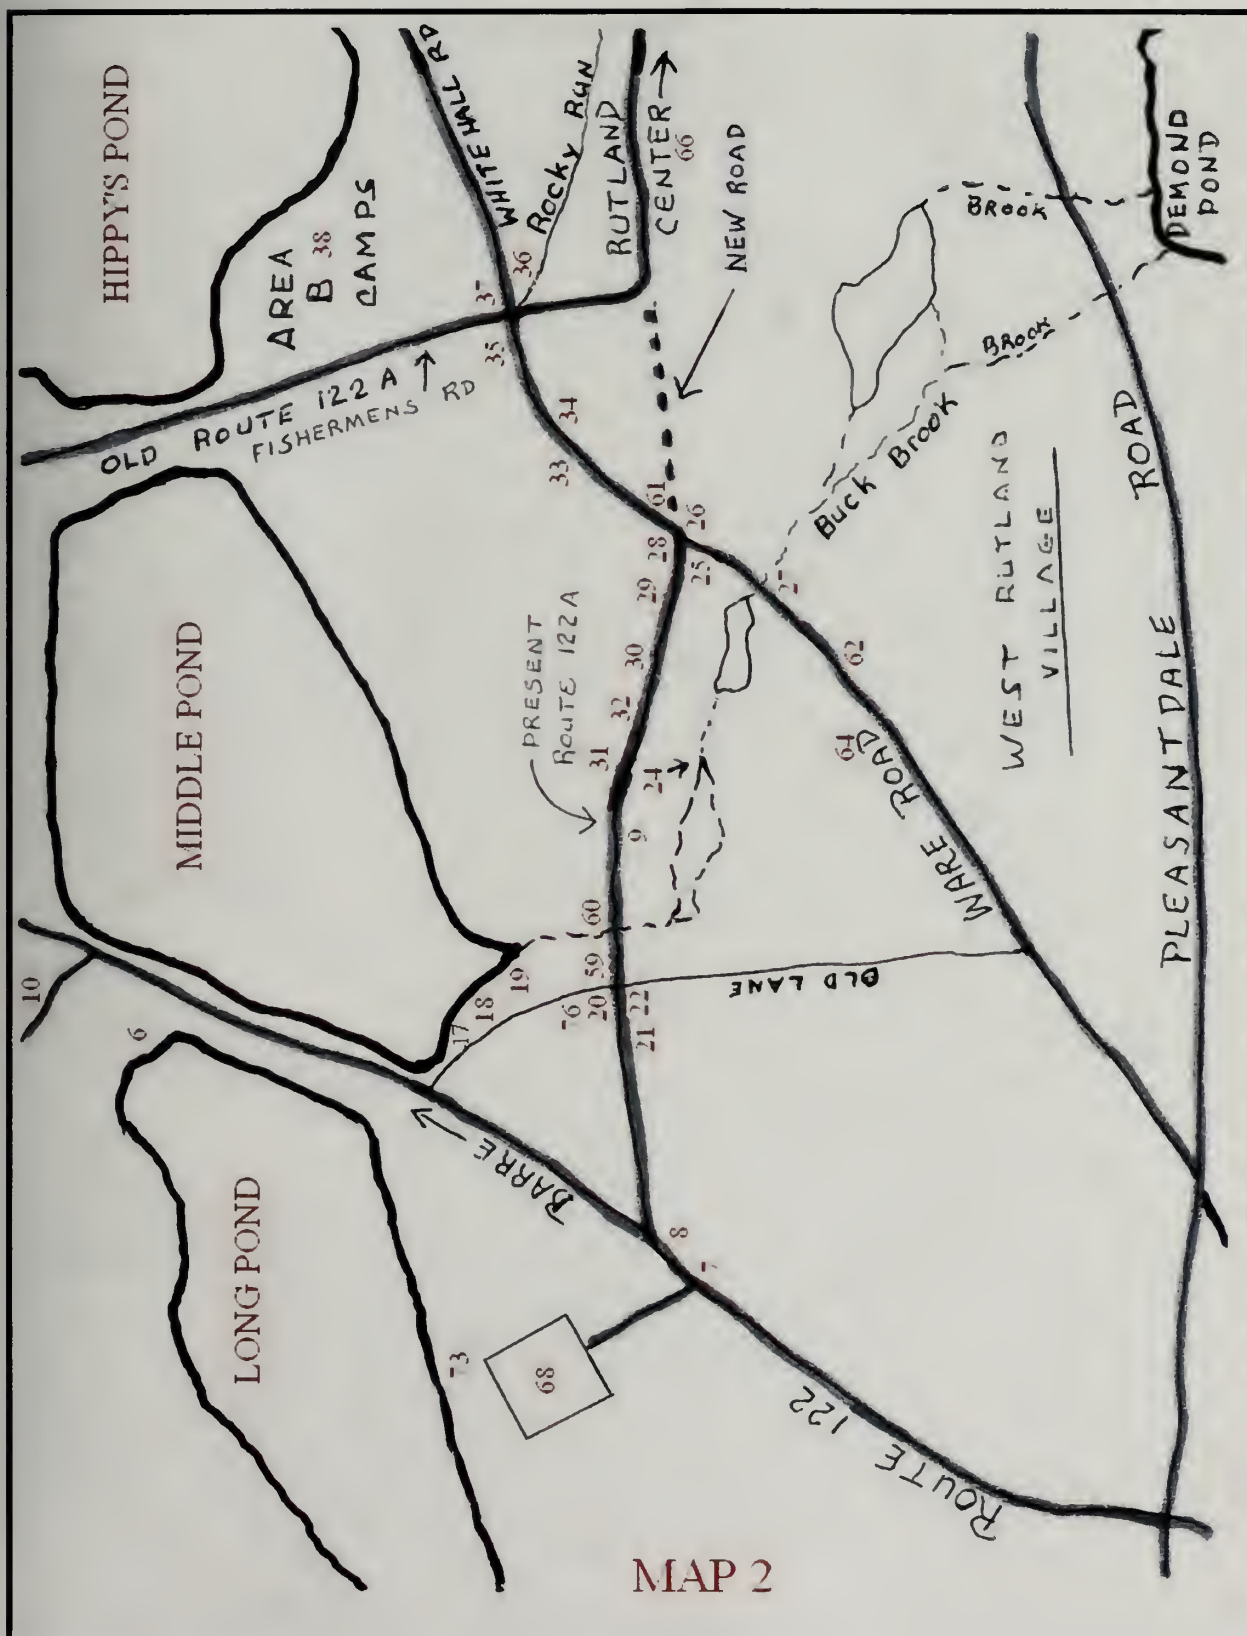 HIPPY'S POND
MIDDLE POND
LONG POND
AREA
B 38
CAMPS
WHITE HALL RD
ROCKY RUN
RUTLAND
CENTER
66
NEW ROAD
OLD ROUTE 122 A
FISHERMENS RD
37
36
35
34
33
61
26
28
25
29
27
30
32
31
24
9
PRESENT
ROUTE 122A
62
64
WARE ROAD
BUCK BROOK
BROOK
BROOK
DEMOND
POND
WEST RUTLAND
VILLAGE
PLEASANTDALE ROAD
OLD LANE
60
59
19
18
17
76
20
22
21
10
6
BARRE
8
7
73
68
ROUTE 122
MAP 2